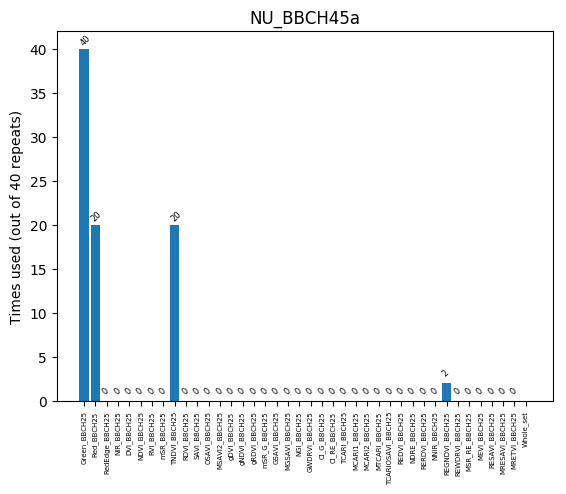 NU_BBCH45a
Times used (out of 40 repeats)
40
35
30
25
20
15
10
5
0
40 20 0 0 0 0 0 0 20 0 0 0 0 0 0 0 0 0 0 0 0 0 0 0 0 0 0 0 0 0 0 0 2 0 0 0 0 0 0
Green_BBCH25
Red_BBCH25
RedEdge_BBCH25
NIR_BBCH25
DVI_BBCH25
NDVI_BBCH25
RVI_BBCH25
mSR_BBCH25
TNDVI_BBCH25
RDVI_BBCH25
SAVI_BBCH25
OSAVI_BBCH25
MSAVI2_BBCH25
gDVI_BBCH25
gNDVI_BBCH25
gRDVI_BBCH25
mSR_G_BBCH25
GSAVI_BBCH25
MGSAVI_BBCH25
NGI_BBCH25
GWDRVI_BBCH25
CI_G_BBCH25
CI_RE_BBCH25
TCARI_BBCH25
MCARI1_BBCH25
MCARI2_BBCH25
MTCARI_BBCH25
TCARIOSAVI_BBCH25
REDVI_BBCH25
NDRE_BBCH25
RERDVI_BBCH25
NNIR_BBCH25
REGNDVI_BBCH25
REWDRVI_BBCH25
MSR_RE_BBCH25
MEVI_BBCH25
RESAVI_BBCH25
MRESAVI_BBCH25
MRETVI_BBCH25
Whole_set